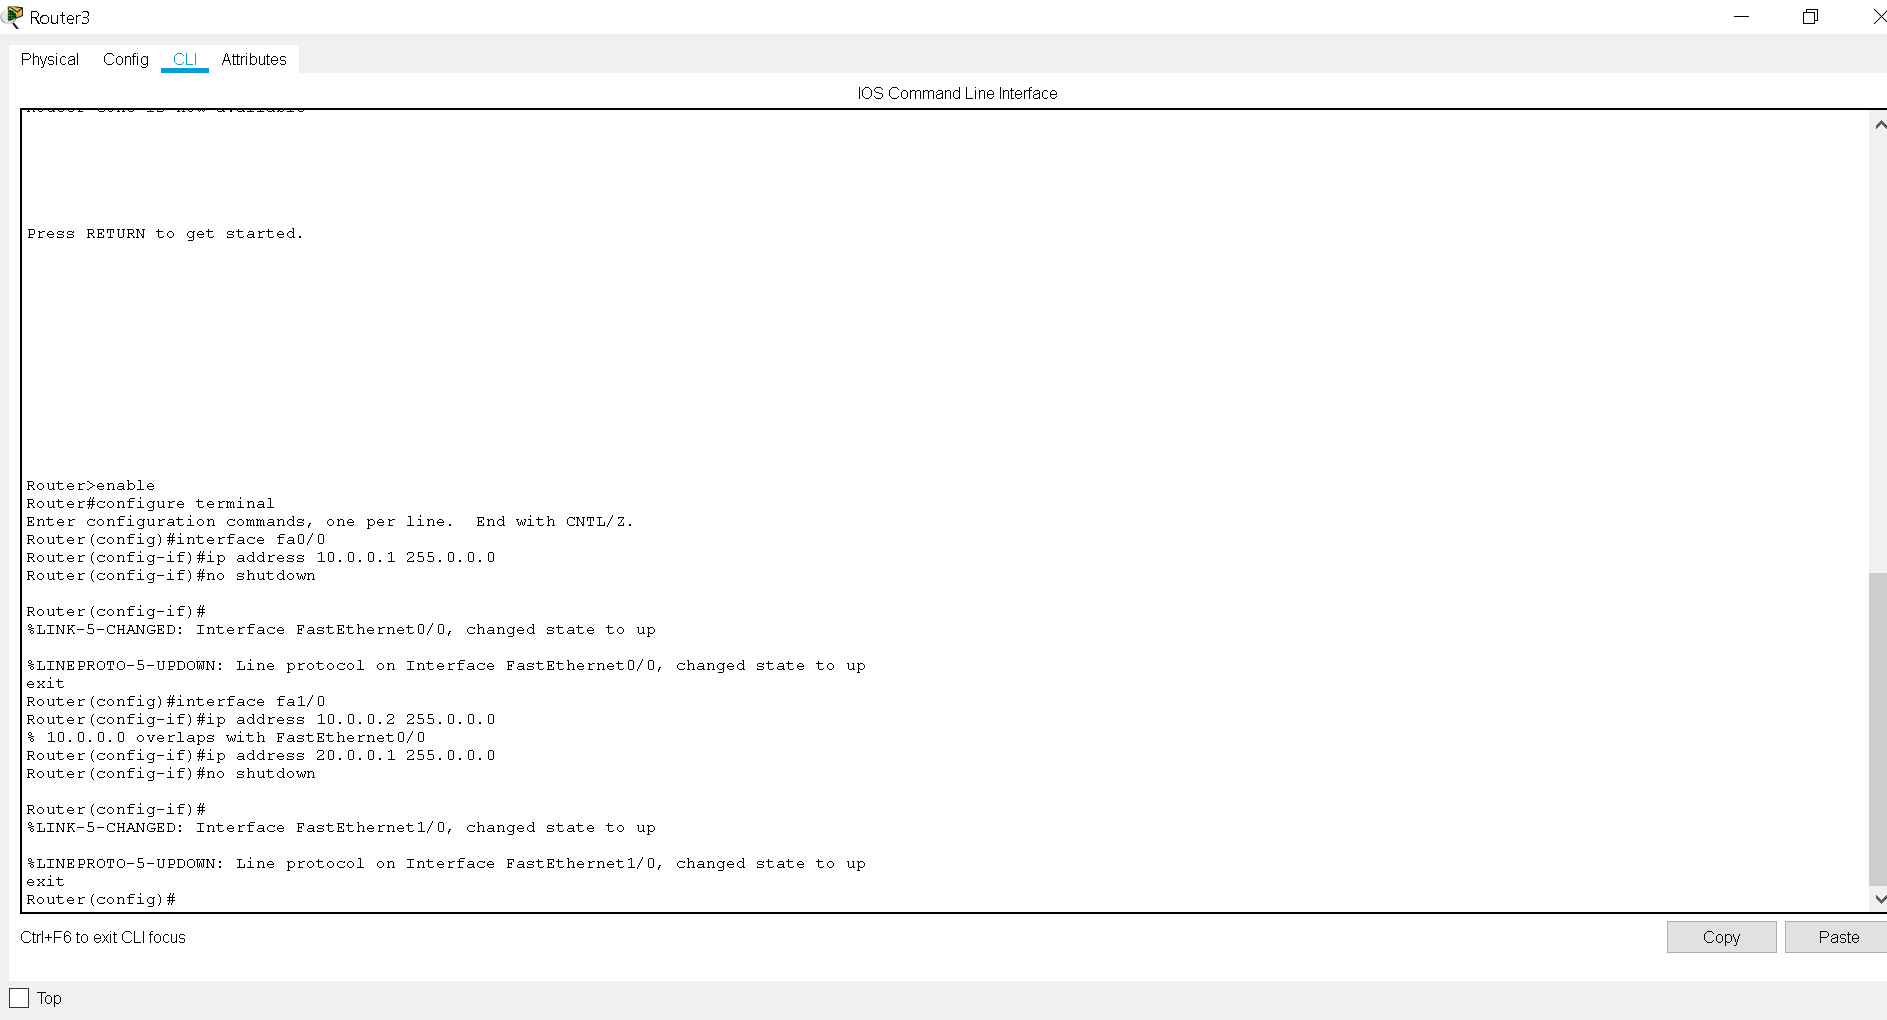 Router3
Physical Config CLI Attributes
IOS Command Line Interface
Press RETURN to get started.
Router>enable
Router#configure terminal
Enter configuration commands, one per line.  End with CNTL/Z.
Router(config)#interface fa0/0
Router(config-if)#ip address 10.0.0.1 255.0.0.0
Router(config-if)#no shutdown
Router(config-if)#
%LINK-5-CHANGED: Interface FastEthernet0/0, changed state to up
%LINEPROTO-5-UPDOWN: Line protocol on Interface FastEthernet0/0, changed state to up
exit
Router(config)#interface fa1/0
Router(config-if)#ip address 10.0.0.2 255.0.0.0
% 10.0.0.0 overlaps with FastEthernet0/0
Router(config-if)#ip address 20.0.0.1 255.0.0.0
Router(config-if)#no shutdown
Router(config-if)#
%LINK-5-CHANGED: Interface FastEthernet1/0, changed state to up
%LINEPROTO-5-UPDOWN: Line protocol on Interface FastEthernet1/0, changed state to up
exit
Router(config)#
Ctrl+F6 to exit CLI focus
Copy Paste
Top